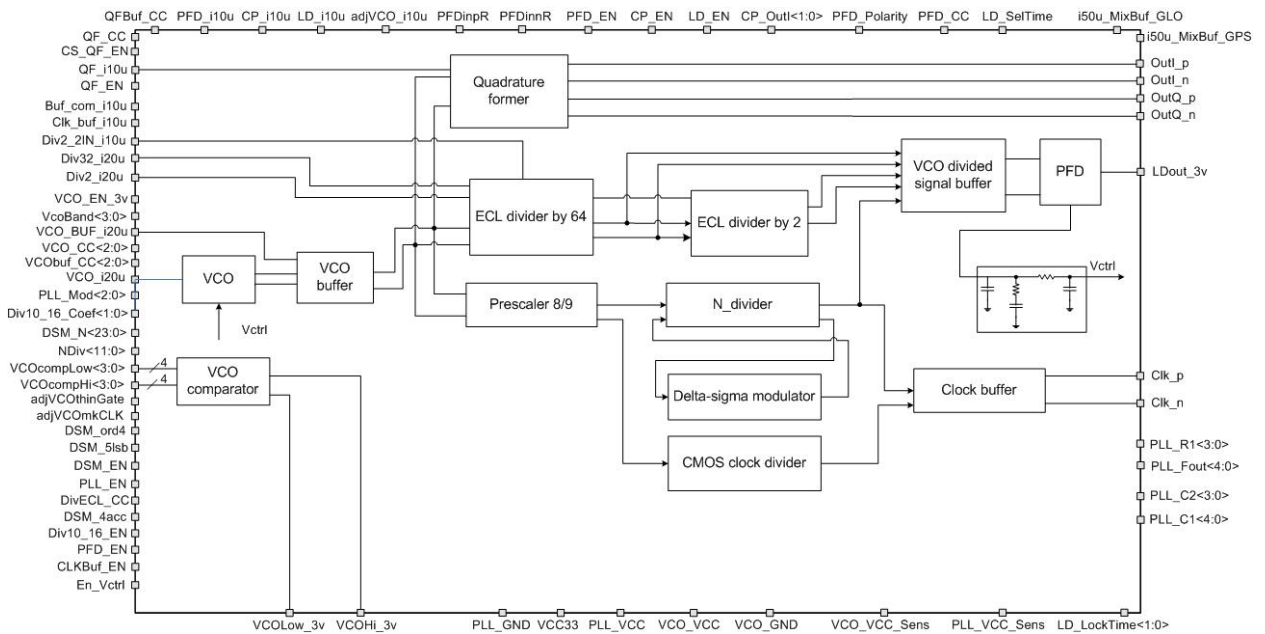 QFBuf_CC PFD_i10u CP_i10u LD_i10u adjVCO_i10u PFDinpR PFDinnR PFD_EN CP_EN LD_EN CP_OutI<1:0> PFD_Polarity PFD_CC LD_SelTime i50u_MixBuf_GLO
QF_CC
CS_QF_EN
QF_i10u
QF_EN
Buf_com_i10u
Clk_buf_i10u
Div2_2IN_i10u
Div32_i20u
Div2_i20u
VCO_EN_3v
VcoBand<3:0>
VCO_BUF_i20u
VCO_CC<2:0>
VCObuf_CC<2:0>
VCO_i20u
PLL_Mod<2:0>
Div10_16_Coef<1:0>
DSM_N<23:0>
NDiv<11:0>
VCOcompLow<3:0>
VCOcompHi<3:0>
adjVCOthinGate
adjVCOmkCLK
DSM_ord4
DSM_5lsb
DSM_EN
PLL_EN
DivECL_CC
DSM_4acc
Div10_16_EN
PFD_EN
CLKBuf_EN
En_Vctrl
Quadrature
former
ECL divider by 64
ECL divider by 2
VCO divided
signal buffer
PFD
VCO
VCO
buffer
Vctrl
Prescaler 8/9
N_divider
Vctrl
4
4
VCO
comparator
Delta-sigma modulator
Clock buffer
CMOS clock divider
i50u_MixBuf_GPS
OutI_p
OutI_n
OutQ_p
OutQ_n
LDout_3v
Clk_p
Clk_n
PLL_R1<3:0>
PLL_Fout<4:0>
PLL_C2<3:0>
PLL_C1<4:0>
VCOLow_3v VCOHi_3v PLL_GND VCC33 PLL_VCC VCO_VCC VCO_GND VCO_VCC_Sens PLL_VCC_Sens LD_LockTime<1:0>